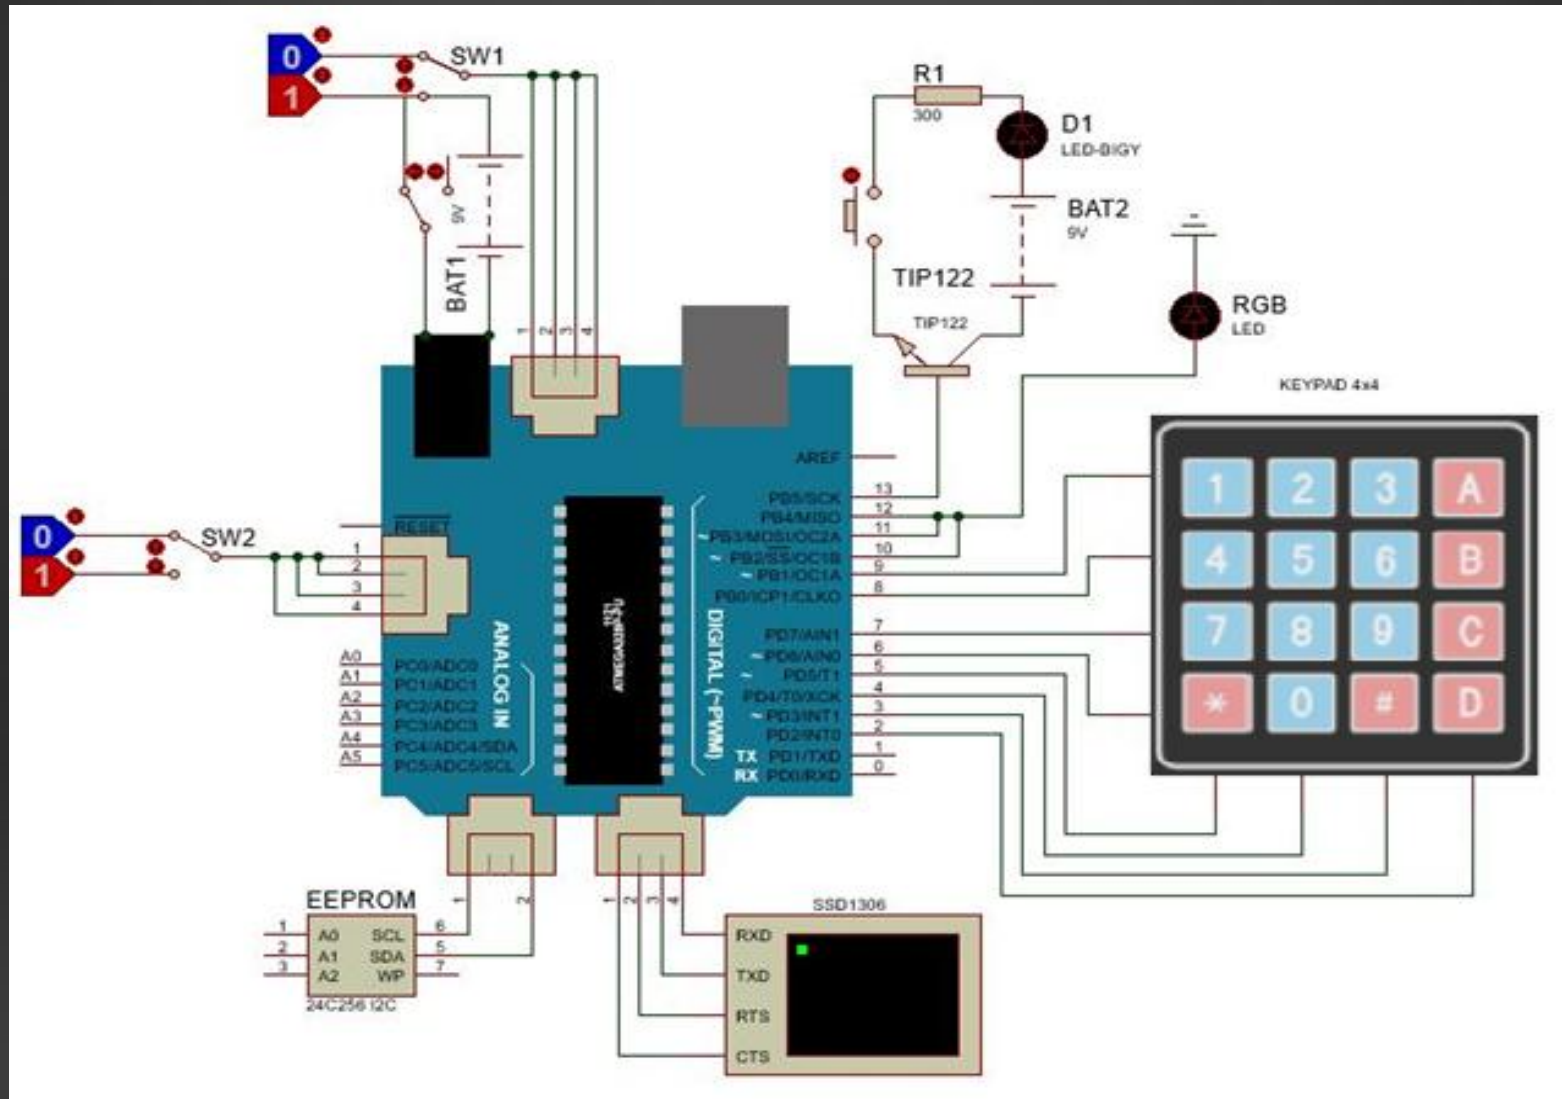 0
1
SW1
9V
BAT1
1
2
3
4
R1
300
D1
LED-BIGY
BAT2
9V
TIP122
TIP122
RGB
LED
KEYPAD 4x4
1 2 3 A
4 5 6 B
7 8 9 C
* 0 # D
0
1
SW2
1
2
3
4
RESET
AREF
PB5/SCK 13
PB4/MISO 12
~PB3/MOSI/OC2A 11
~ PB2/SS/OC1B 10
~ PB1/OC1A 9
PB0/ICP1/CLKO 8
PD7/AIN1 7
~PD6/AIN0 6
~ PD5/T1 5
PD4/T0/XCK 4
~ PD3/INT1 3
PD2/INT0 2
TX PD1/TXD 1
RX PD0/RXD 0
DIGITAL (~PWM)
ANALOG IN
A0 PC0/ADC0
A1 PC1/ADC1
A2 PC2/ADC2
A3 PC3/ADC3
A4 PC4/ADC4/SDA
A5 PC5/ADC5/SCL
1
2
1
2
3
4
EEPROM
1 A0 SCL 6
2 A1 SDA 5
3 A2 WP 7
24C256 I2C
SSD1306
RXD
TXD
RTS
CTS